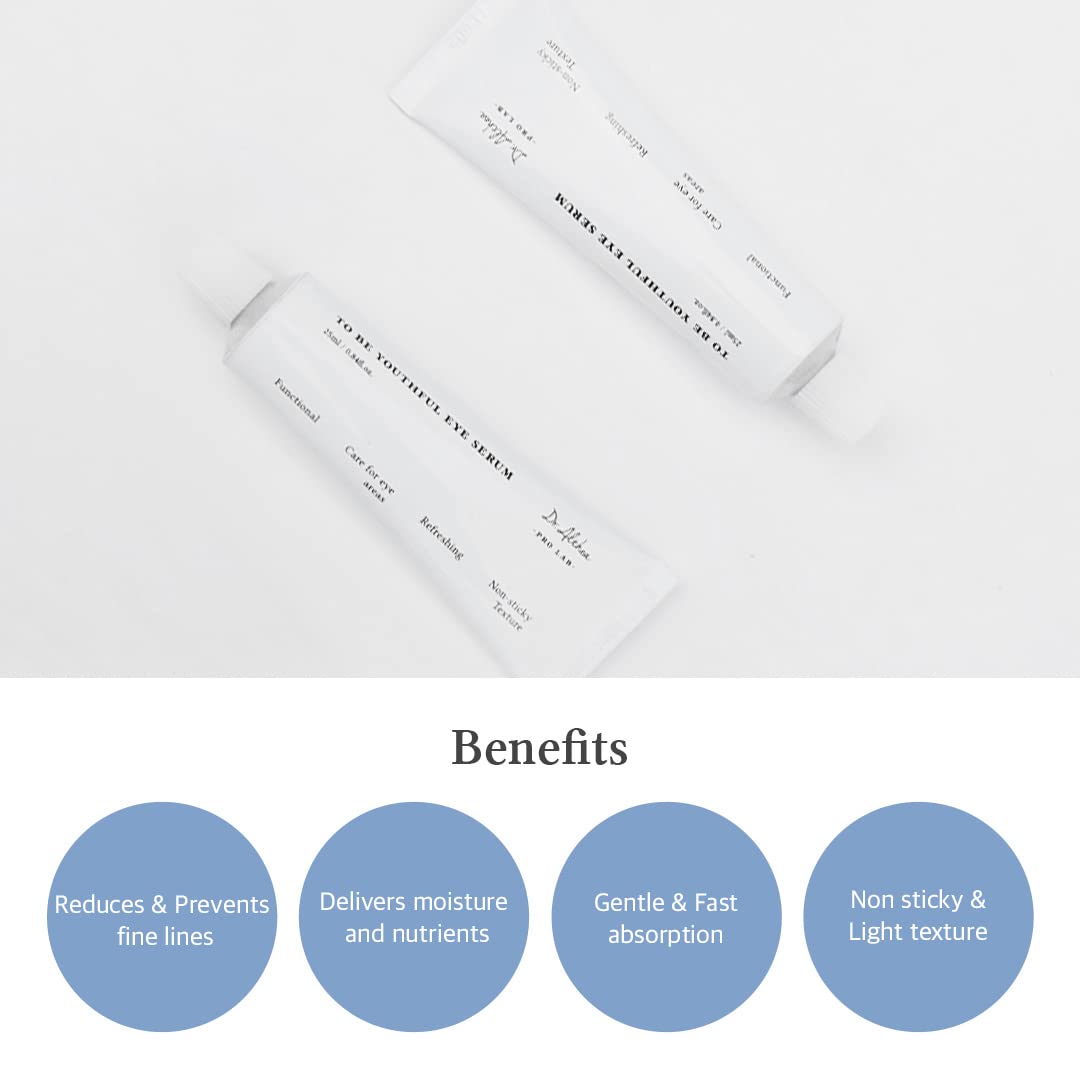 Non-sticky
Texture
Refreshing
Care for eye
areas
Functional
Dr.Althea
-PRO LAB-
TO BE YOUTHFUL EYE SERUM
25ml / 0.84fl.oz.
TO BE YOUTHFUL EYE SERUM
25ml / 0.84fl.oz.
Functional
Care for eye
areas
Refreshing
Non-sticky
Texture
Dr.Althea
-PRO LAB-
Benefits
Reduces & Prevents
fine lines
Delivers moisture
and nutrients
Gentle & Fast
absorption
Non sticky &
Light texture